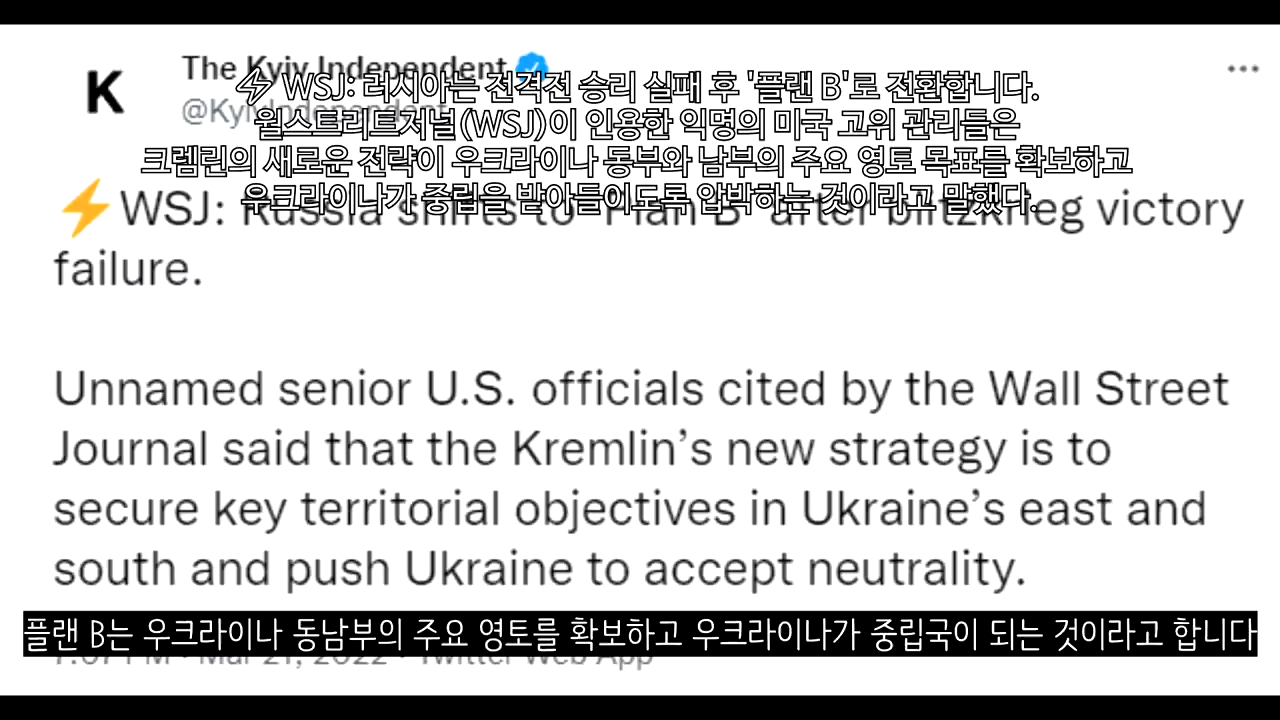 The Kyiv Independent
@KyivIndependent
⚡ WSJ: 러시아는 전격전 승리 실패 후 '플랜 B'로 전환합니다.
월스트리트저널(WSJ)이 인용한 익명의 미국 고위 관리들은
크렘린의 새로운 전략이 우크라이나 동부와 남부의 주요 영토 목표를 확보하고
우크라이나가 중립을 받아들이도록 압박하는 것이라고 말했다.
⚡WSJ: Russia shifts to 'Plan B' after blitzkrieg victory
failure.
Unnamed senior U.S. officials cited by the Wall Street
Journal said that the Kremlin’s new strategy is to
secure key territorial objectives in Ukraine’s east and
south and push Ukraine to accept neutrality.
플랜 B는 우크라이나 동남부의 주요 영토를 확보하고 우크라이나가 중립국이 되는 것이라고 합니다
7:07 PM · Mar 21, 2022 · Twitter Web App